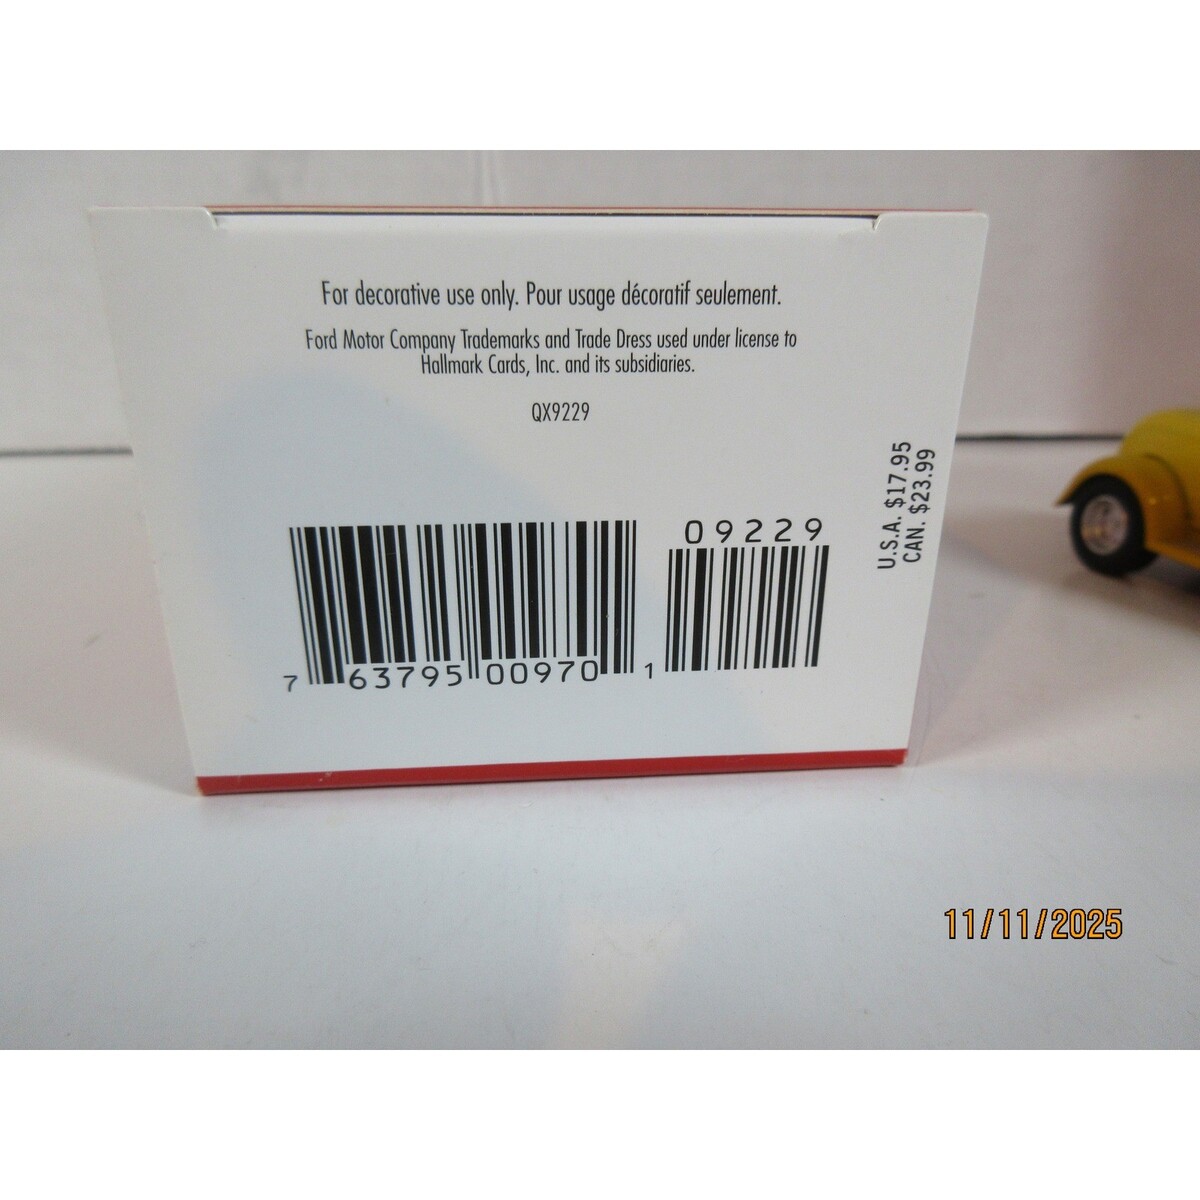 For decorative use only. Pour usage décoratif seulement.
Ford Motor Company Trademarks and Trade Dress used under license to
Hallmark Cards, Inc. and its subsidiaries.
QX9229
U.S.A. $17.95
CAN. $23.99
09229
7 63795 00970 1
11/11/2025